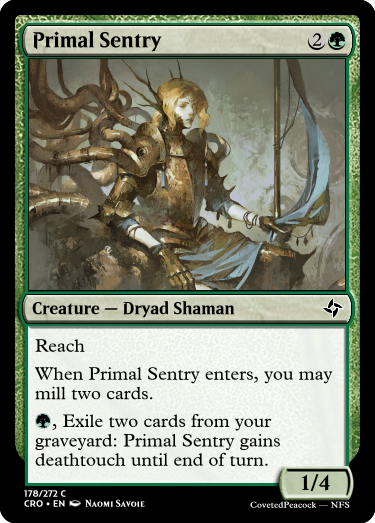 Primal Sentry 2
Creature — Dryad Shaman
Reach
When Primal Sentry enters, you may
mill two cards.
, Exile two cards from your
graveyard: Primal Sentry gains
deathtouch until end of turn.
1/4
178/272 C
CRO • EN Naomi Savoie
CovetedPeacock — NFS